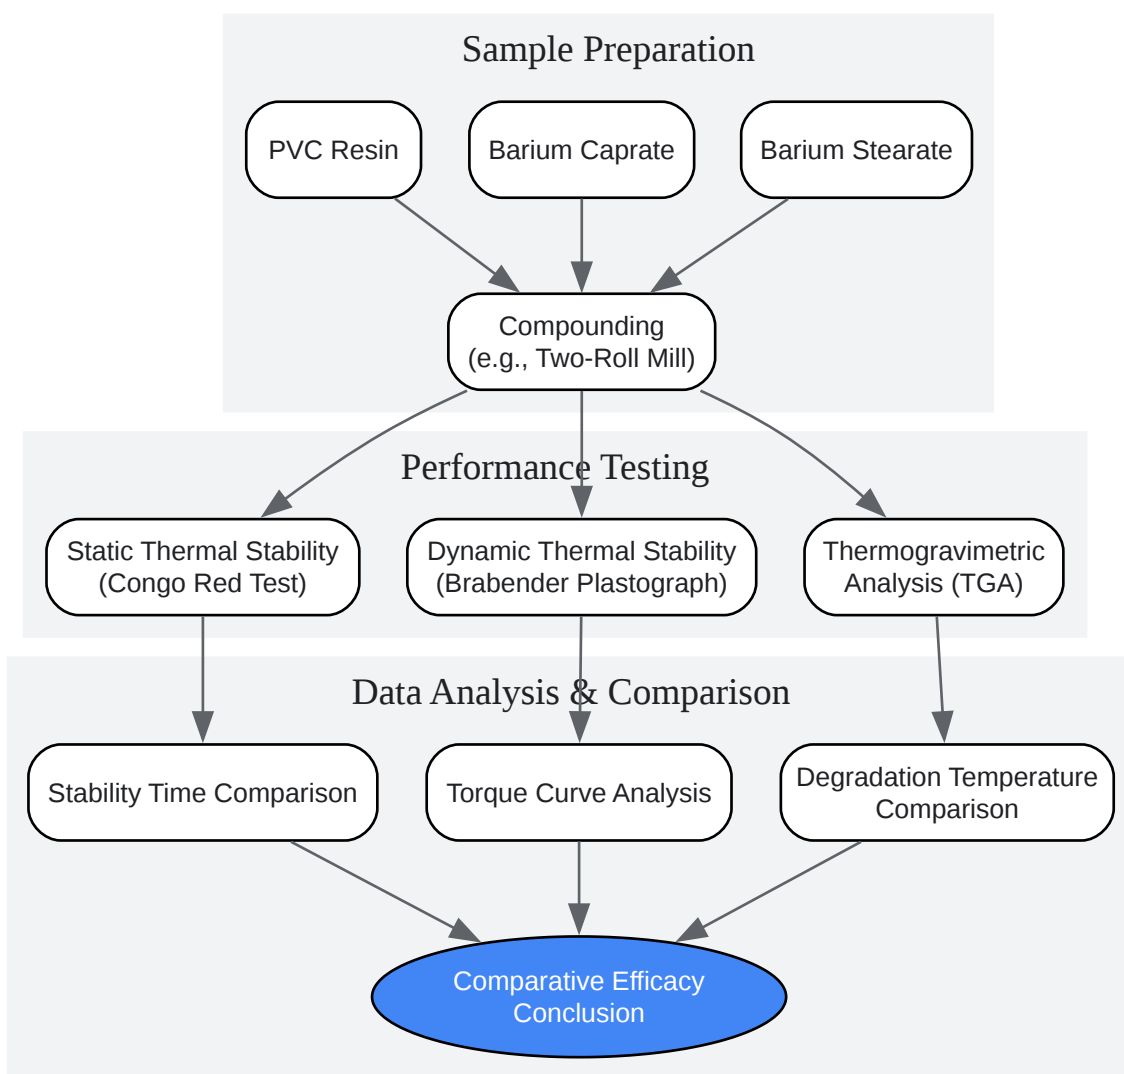 Sample Preparation
PVC Resin
Barium Caprate
Barium Stearate
Compounding
(e.g., Two-Roll Mill)
Performance Testing
Static Thermal Stability
(Congo Red Test)
Dynamic Thermal Stability
(Brabender Plastograph)
Thermogravimetric
Analysis (TGA)
Data Analysis & Comparison
Stability Time Comparison
Torque Curve Analysis
Degradation Temperature
Comparison
Comparative Efficacy
Conclusion